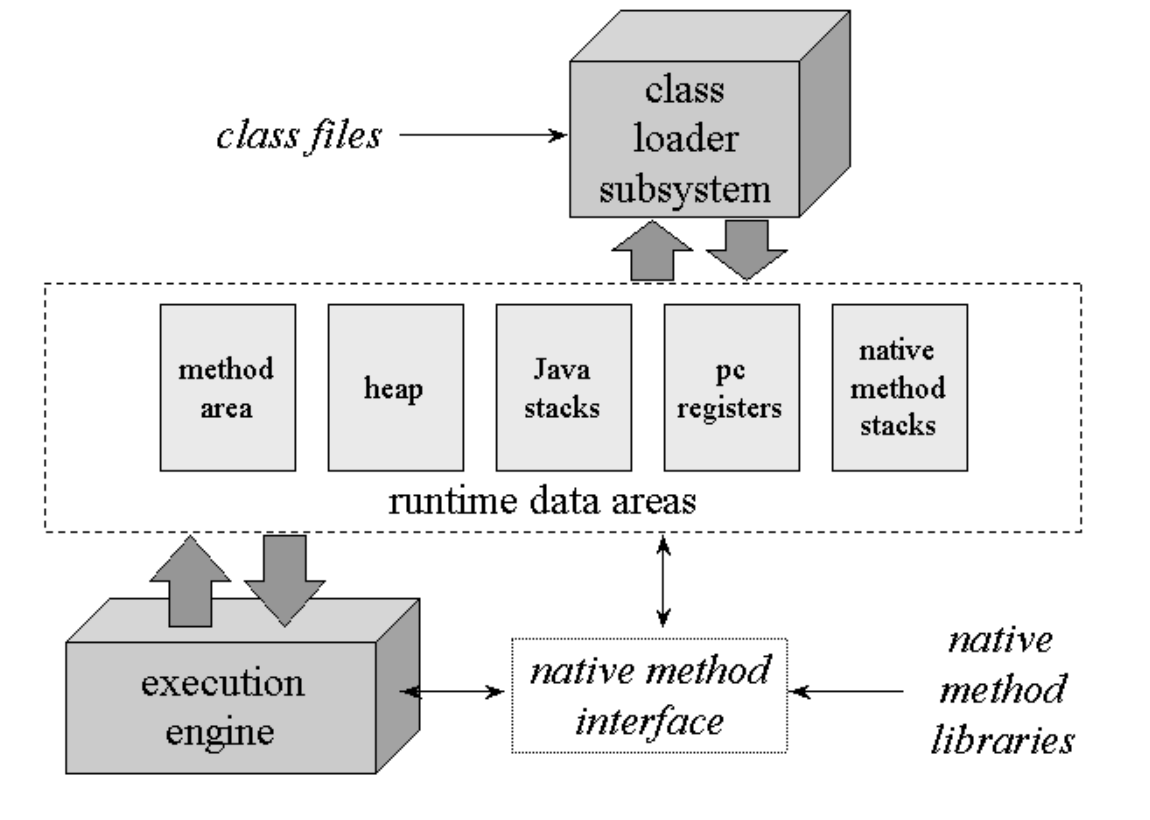 class
loader
subsystem
class files
method
area
heap
Java
stacks
pc
registers
native
method
stacks
runtime data areas
execution
engine
native method
interface
native
method
libraries